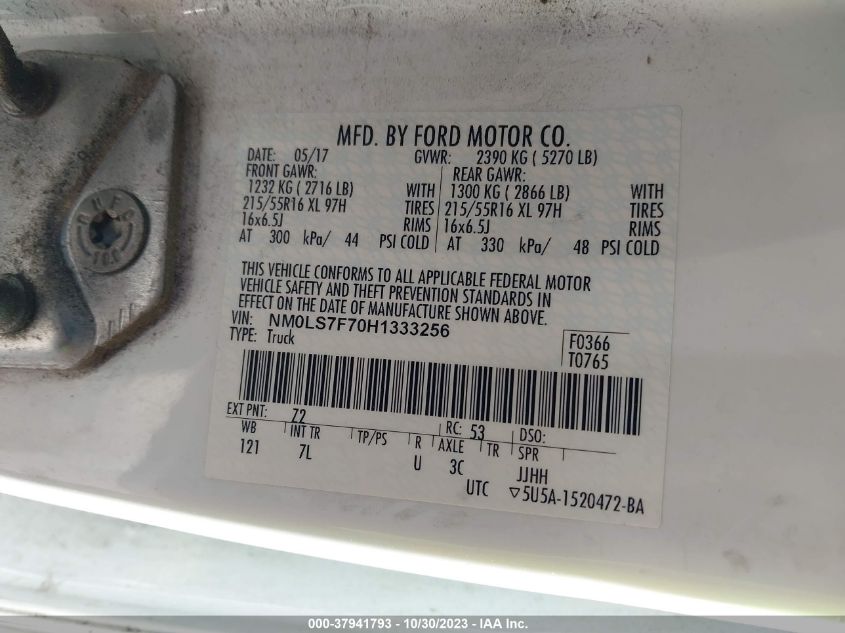 MFD. BY FORD MOTOR CO.
DATE: 05/17 GVWR: 2390 KG ( 5270 LB)
FRONT GAWR: REAR GAWR:
1232 KG ( 2716 LB) WITH 1300 KG ( 2866 LB) WITH
215/55R16 XL 97H TIRES 215/55R16 XL 97H TIRES
16x6.5J RIMS 16x6.5J RIMS
AT 300 kPa/ 44 PSI COLD AT 330 kPa/ 48 PSI COLD
THIS VEHICLE CONFORMS TO ALL APPLICABLE FEDERAL MOTOR
VEHICLE SAFETY AND THEFT PREVENTION STANDARDS IN
EFFECT ON THE DATE OF MANUFACTURE SHOWN ABOVE.
VIN: NM0LS7F70H1333256
TYPE: Truck
F0366
T0765
EXT PNT: Z2 RC: 53 DSO:
WB INT TR TP/PS R AXLE TR SPR
121 7L U 3C JJHH
UTC ▽5U5A-1520472-BA
000-37941793 - 10/30/2023 - IAA Inc.